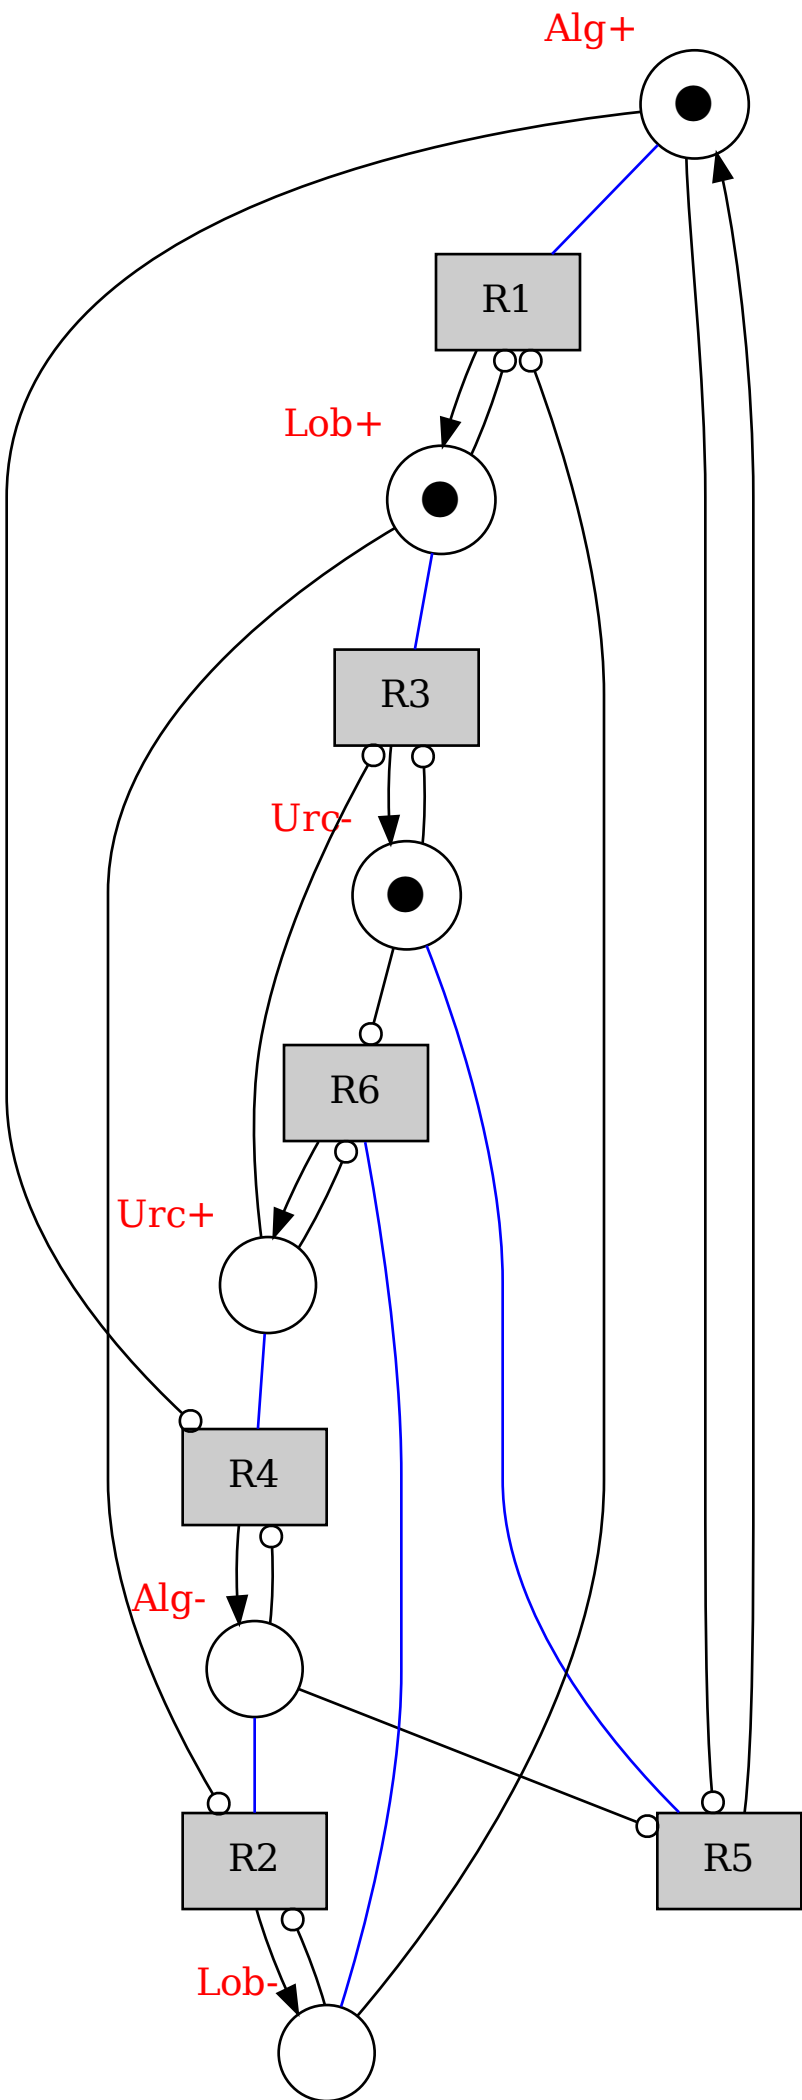 Alg+
R1
Lob+
R3
Urc-
R6
Urc+
R4
Alg-
R2
R5
Lob-